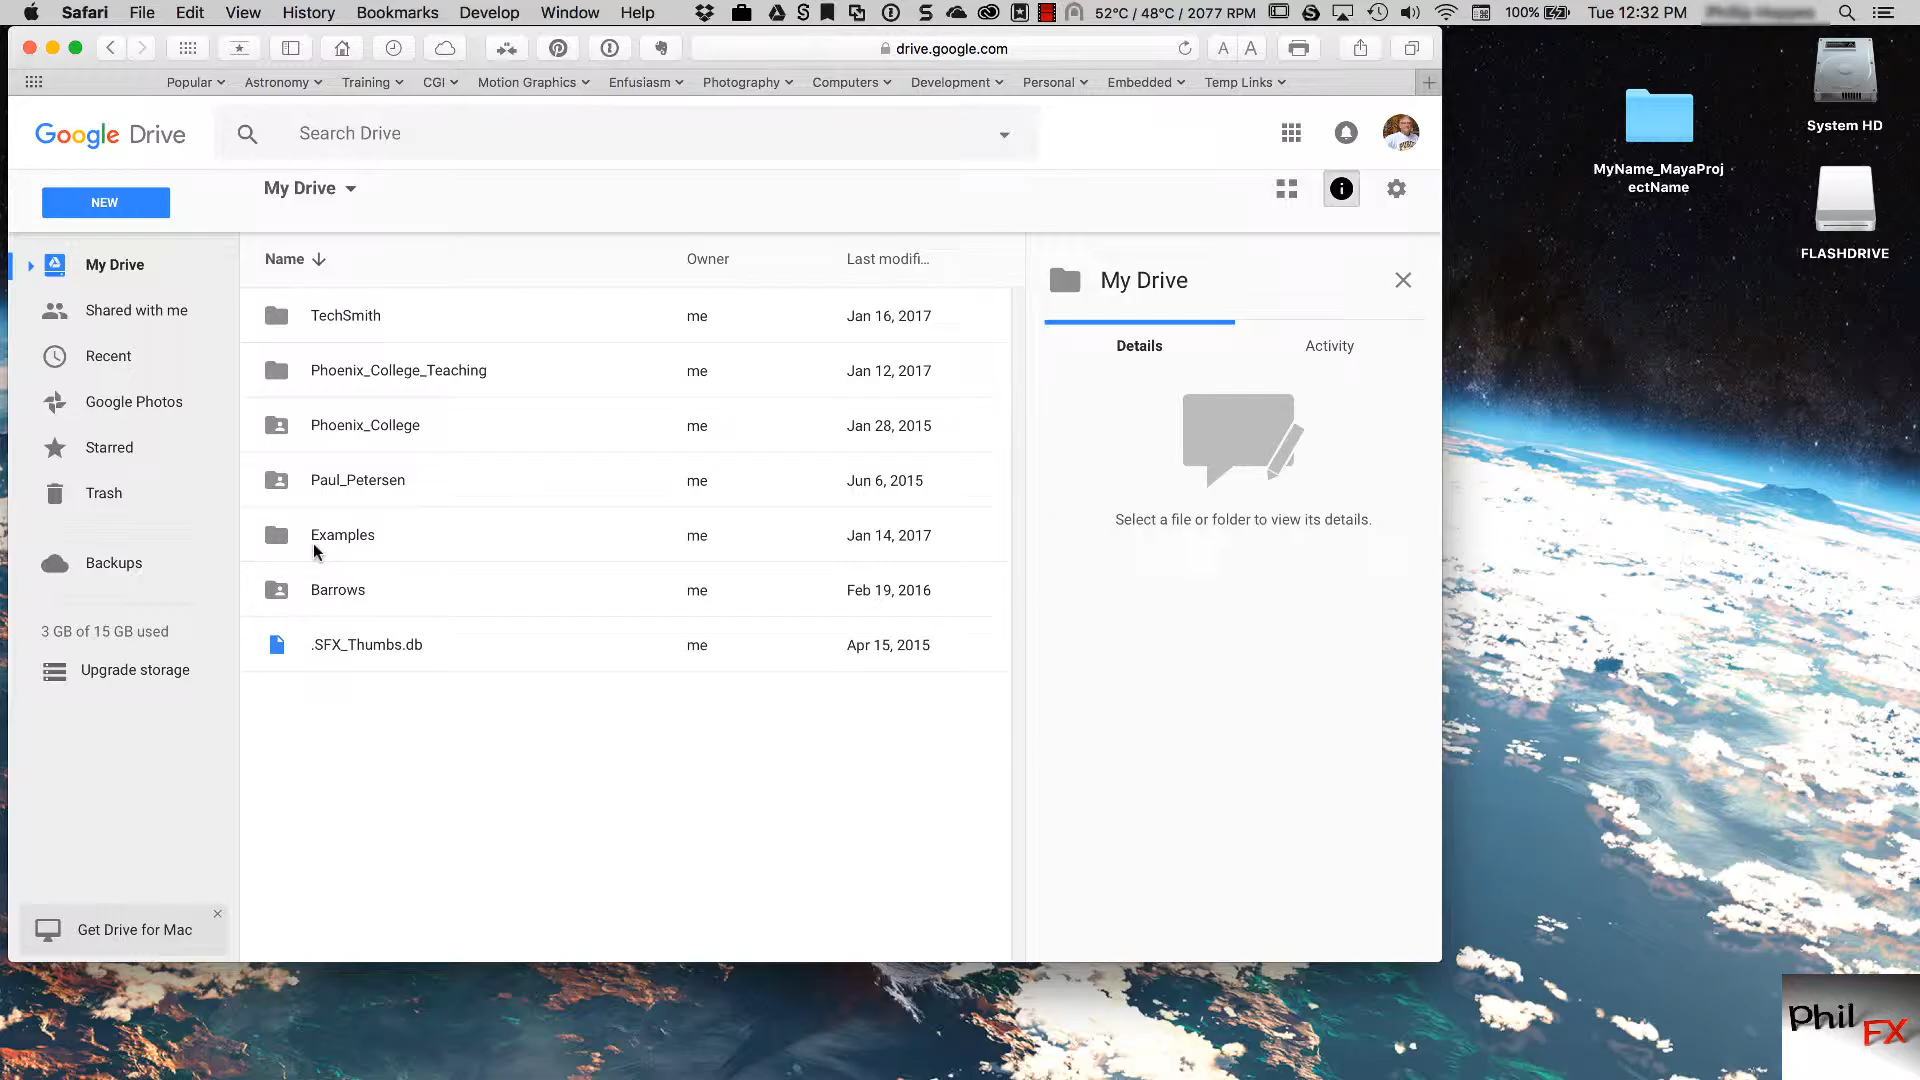 Safari File Edit View History Bookmarks Develop Window Help 52°C / 48°C / 2077 RPM 100% Tue 12:32 PM
drive.google.com A A
Popular Astronomy Training CGI Motion Graphics Enfusiasm Photography Computers Development Personal Embedded Temp Links
Google Drive
Search Drive
NEW
My Drive
My Drive
Shared with me
Recent
Google Photos
Starred
Trash
Backups
3 GB of 15 GB used
Upgrade storage
Get Drive for Mac
Name Owner Last modifi...
TechSmith me Jan 16, 2017
Phoenix_College_Teaching me Jan 12, 2017
Phoenix_College me Jan 28, 2015
Paul_Petersen me Jun 6, 2015
Examples me Jan 14, 2017
Barrows me Feb 19, 2016
.SFX_Thumbs.db me Apr 15, 2015
My Drive
Details Activity
Select a file or folder to view its details.
MyName_MayaProj
ectName
System HD
FLASHDRIVE
Phil
FX